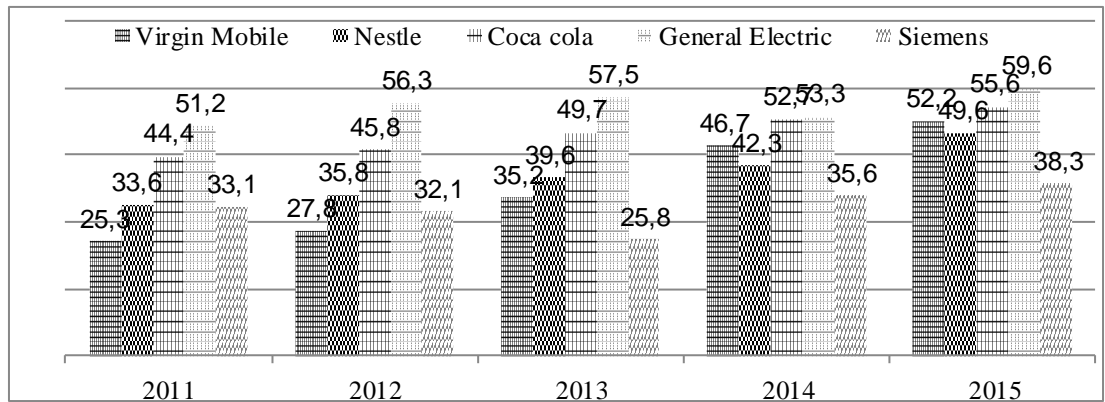 Virgin Mobile Nestle Coca cola General Electric Siemens
25,3 33,6 44,4 51,2 33,1
27,8 35,8 45,8 56,3 32,1
35,2 39,6 49,7 57,5 25,8
46,7 42,3 52,7 53,3 35,6
52,2 49,6 55,6 59,6 38,3
2011 2012 2013 2014 2015